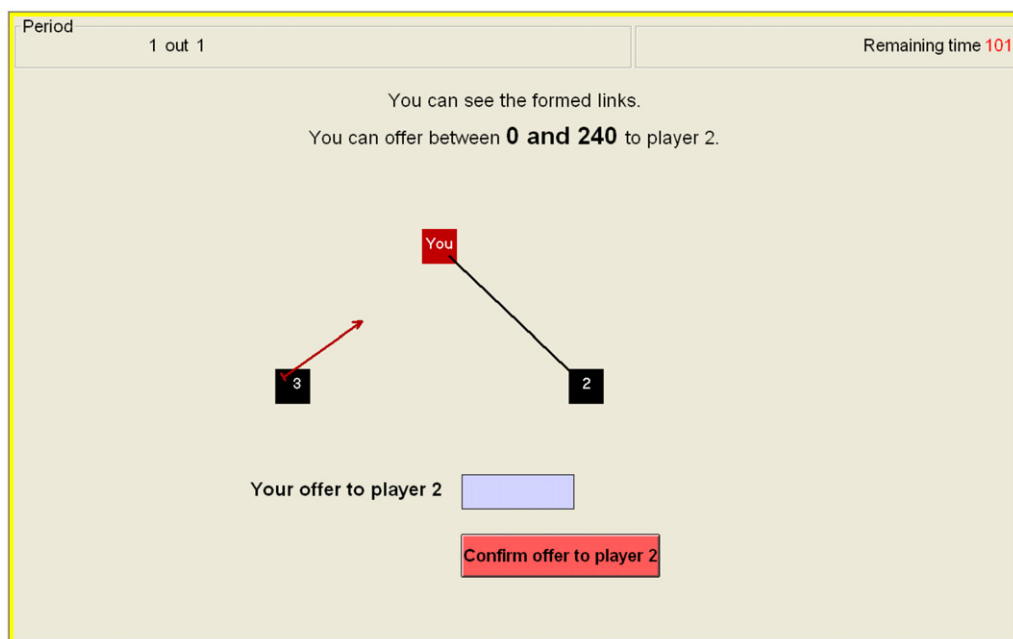 Period
1 out 1
Remaining time 101
You can see the formed links.
You can offer between 0 and 240 to player 2.
You
3
2
Your offer to player 2
Confirm offer to player 2